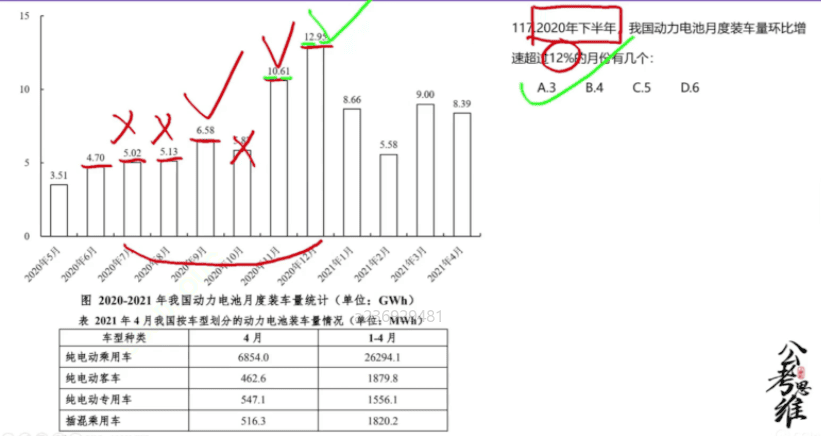 15
10
5
0
3.51
4.70
5.02
5.13
6.58
10.61
12.95
8.66
5.58
9.00
8.39
2020年5月
2020年6月
2020年7月
2020年8月
2020年9月
2020年10月
2020年11月
2020年12月
2021年1月
2021年2月
2021年3月
2021年4月
图 2020-2021 年我国动力电池月度装车量统计（单位：GWh）
表 2021 年 4 月我国按车型划分的动力电池装车量情况（单位：MWh）
车型种类 4 月 1-4 月
纯电动乘用车 6854.0 26294.1
纯电动客车 462.6 1879.8
纯电动专用车 547.1 1556.1
插混乘用车 516.3 1820.2
117.2020年下半年，我国动力电池月度装车量环比增
速超过12%的月份有几个：
A.3 B.4 C.5 D.6
公考思维